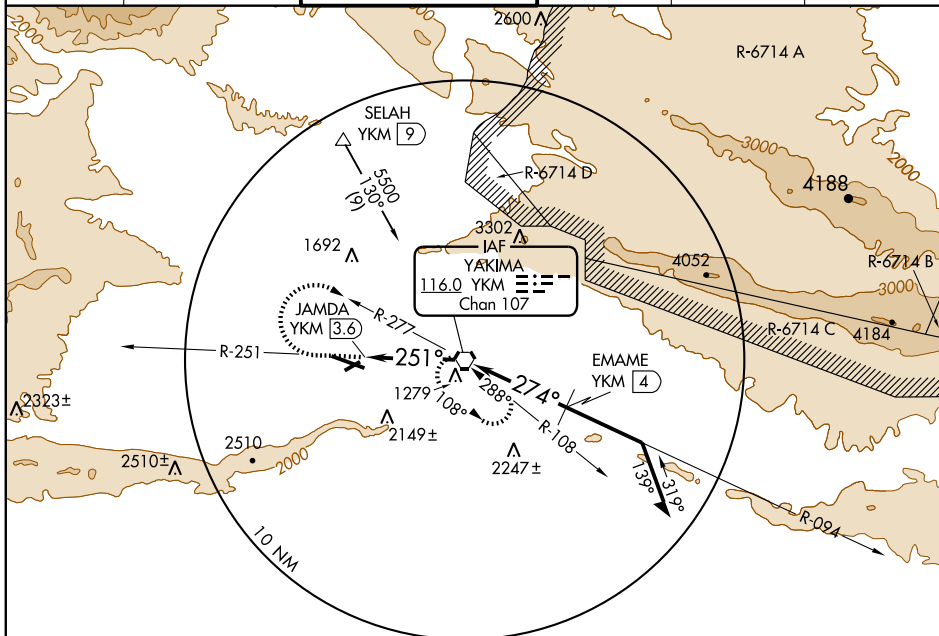 2000
2600
R-6714 A
SELAH
YKM 9
3000
2000
5500
130°
(9)
R-6714 D
4188
3302
1692
IAF
YAKIMA
116.0 YKM
Chan 107
4052
R-6714 B
3000
JAMDA
YKM 3.6
R-277
R-6714 C
4184
R-251
251°
EMAME
YKM 4
274°
1279
288°
108°
R-108
2323±
2149±
2510
2510±
2000
2247±
319°
139°
R-094
2000
10 NM